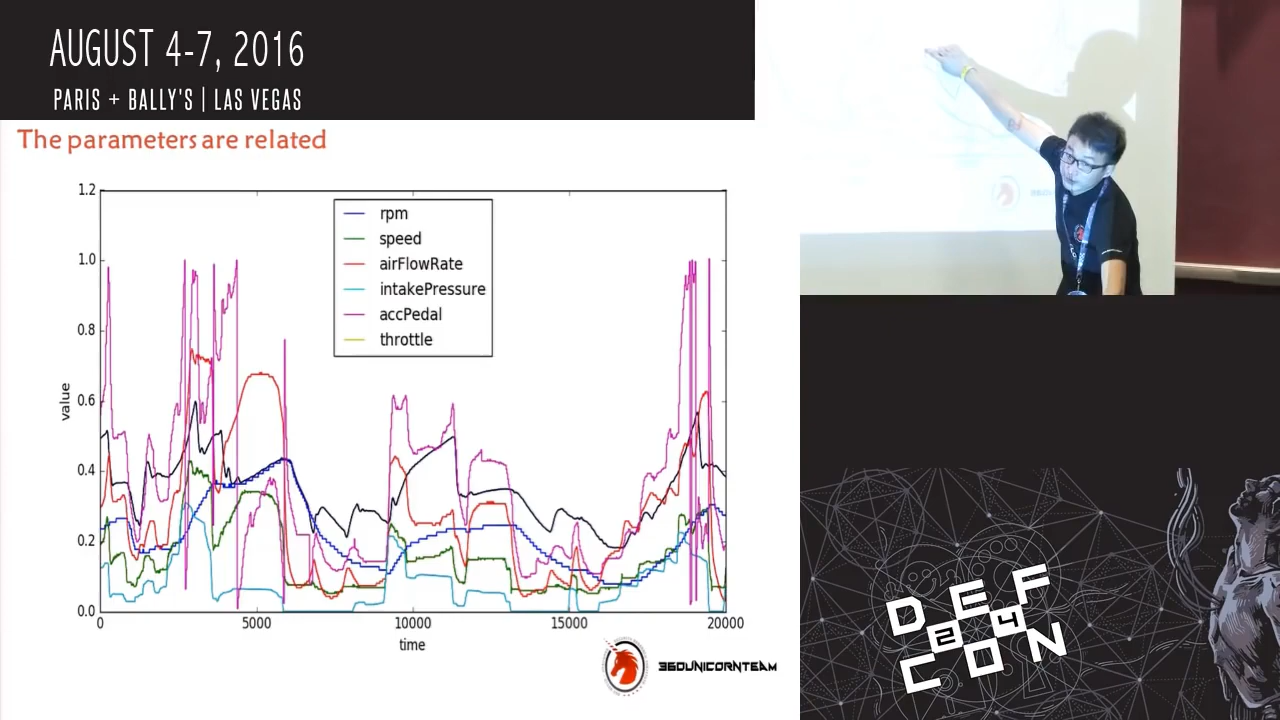 AUGUST 4-7, 2016
PARIS + BALLY'S | LAS VEGAS
The parameters are related
1.2
1.0
0.8
0.6
0.4
0.2
0.0
value
rpm
speed
airFlowRate
intakePressure
accPedal
throttle
0
5000
10000
15000
20000
time
360UNICORNTEAM
DEF
24
CON